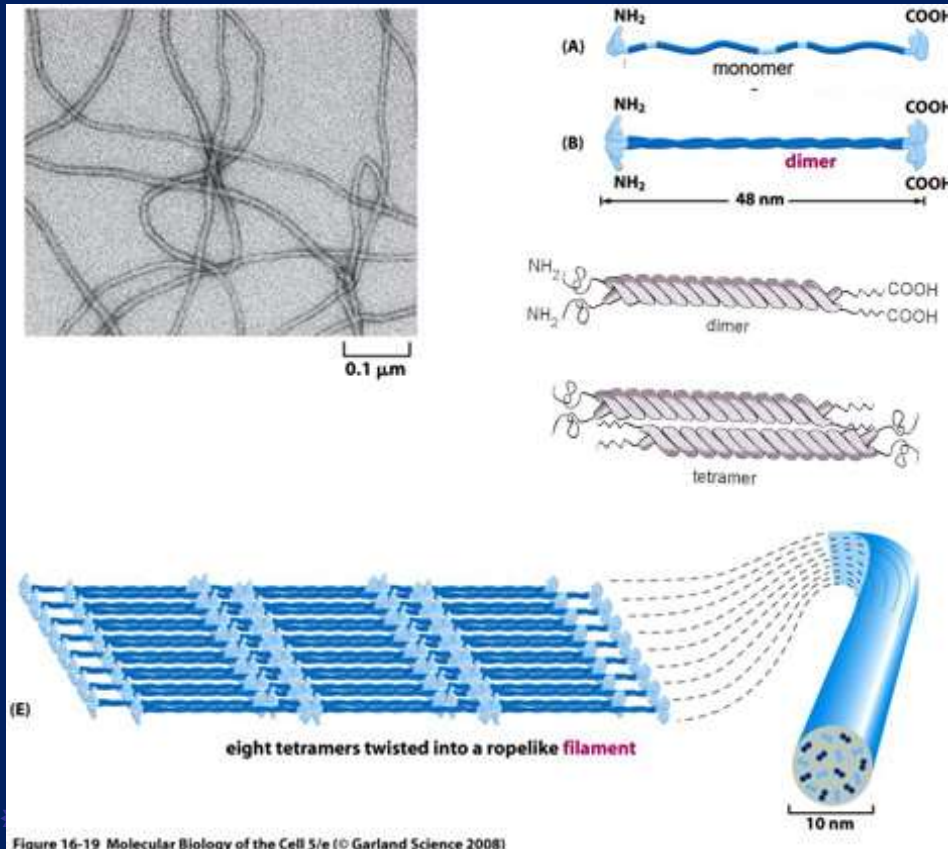 NH2 COOH
(A)
monomer
NH2 COOH
(B)
dimer
NH2 COOH
48 nm
0.1 μm
NH2 COOH
NH2 COOH
dimer
tetramer
(E)
eight tetramers twisted into a ropelike filament
10 nm
Figure 16-19 Molecular Biology of the Cell 5/e (© Garland Science 2008)